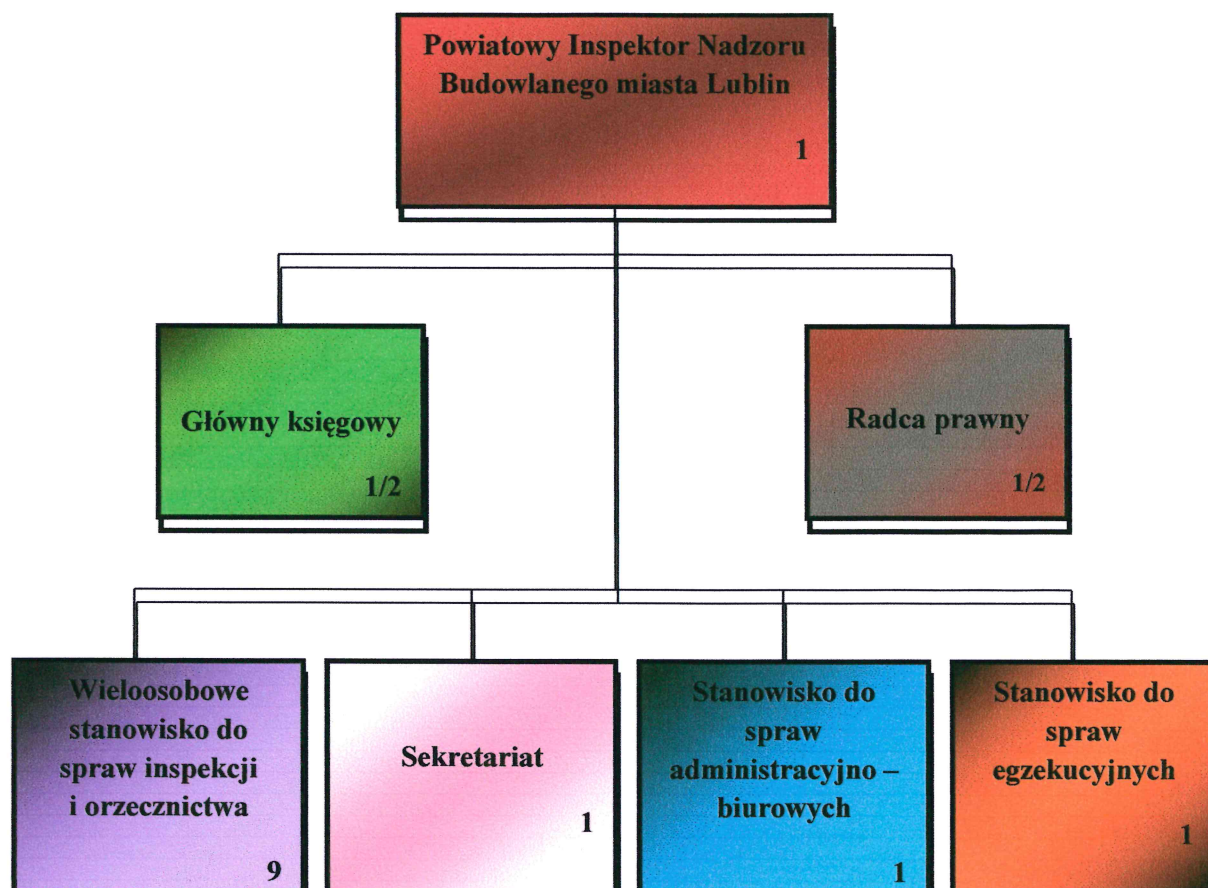 Powiatowy Inspektor Nadzoru
Budowlanego miasta Lublin
1
Główny księgowy
1/2
Radca prawny
1/2
Wieloosobowe
stanowisko do
spraw inspekcji
i orzecznictwa
9
Sekretariat
1
Stanowisko do
spraw
administracyjno –
biurowych
1
Stanowisko do
spraw
egzekucyjnych
1